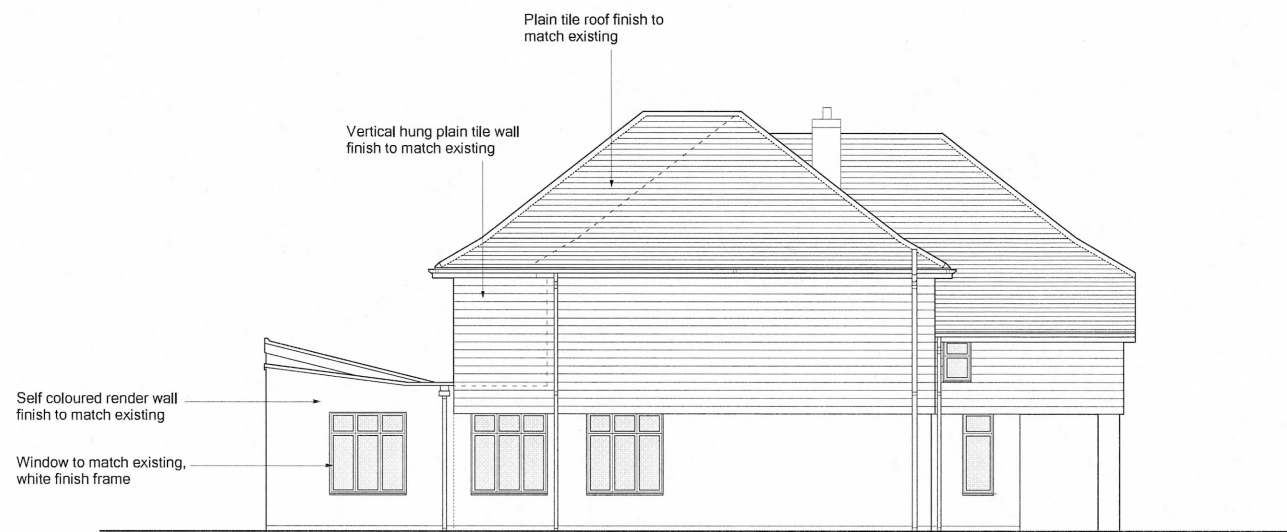 Plain tile roof finish to
match existing
Vertical hung plain tile wall
finish to match existing
Self coloured render wall
finish to match existing
Window to match existing,
white finish frame